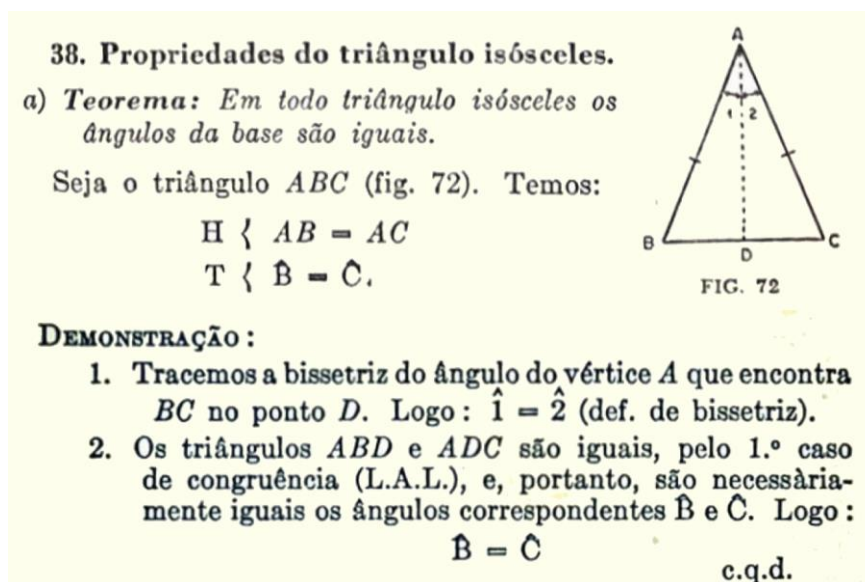 38. Propriedades do triângulo isósceles.
a) Teorema: Em todo triângulo isósceles os
ângulos da base são iguais.
Seja o triângulo ABC (fig. 72). Temos:
H { AB = AC
T { B̂ = Ĉ.
A
1 2
B
D
C
FIG. 72
DEMONSTRAÇÃO:
1. Tracemos a bissetriz do ângulo do vértice A que encontra
BC no ponto D. Logo: 1̂ = 2̂ (def. de bissetriz).
2. Os triângulos ABD e ADC são iguais, pelo 1.º caso
de congruência (L.A.L.), e, portanto, são necessària-
mente iguais os ângulos correspondentes B̂ e Ĉ. Logo:
B̂ = Ĉ
c.q.d.